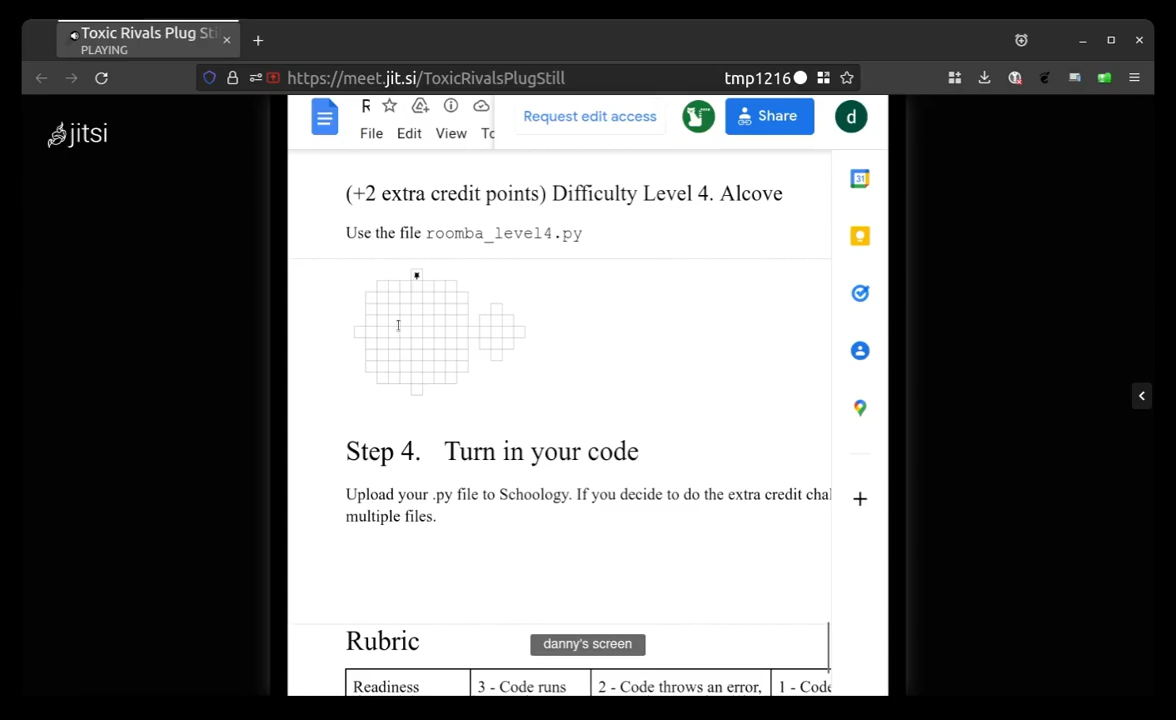 Toxic Rivals Plug Sti
PLAYING
https://meet.jit.si/ToxicRivalsPlugStill
tmp1216
jitsi
R
Request edit access
Share
d
File Edit View To
31
(+2 extra credit points) Difficulty Level 4. Alcove
Use the file roomba_level4.py
Step 4. Turn in your code
Upload your .py file to Schoology. If you decide to do the extra credit chal
multiple files.
Rubric
danny's screen
Readiness 3 - Code runs 2 - Code throws an error, 1 - Code